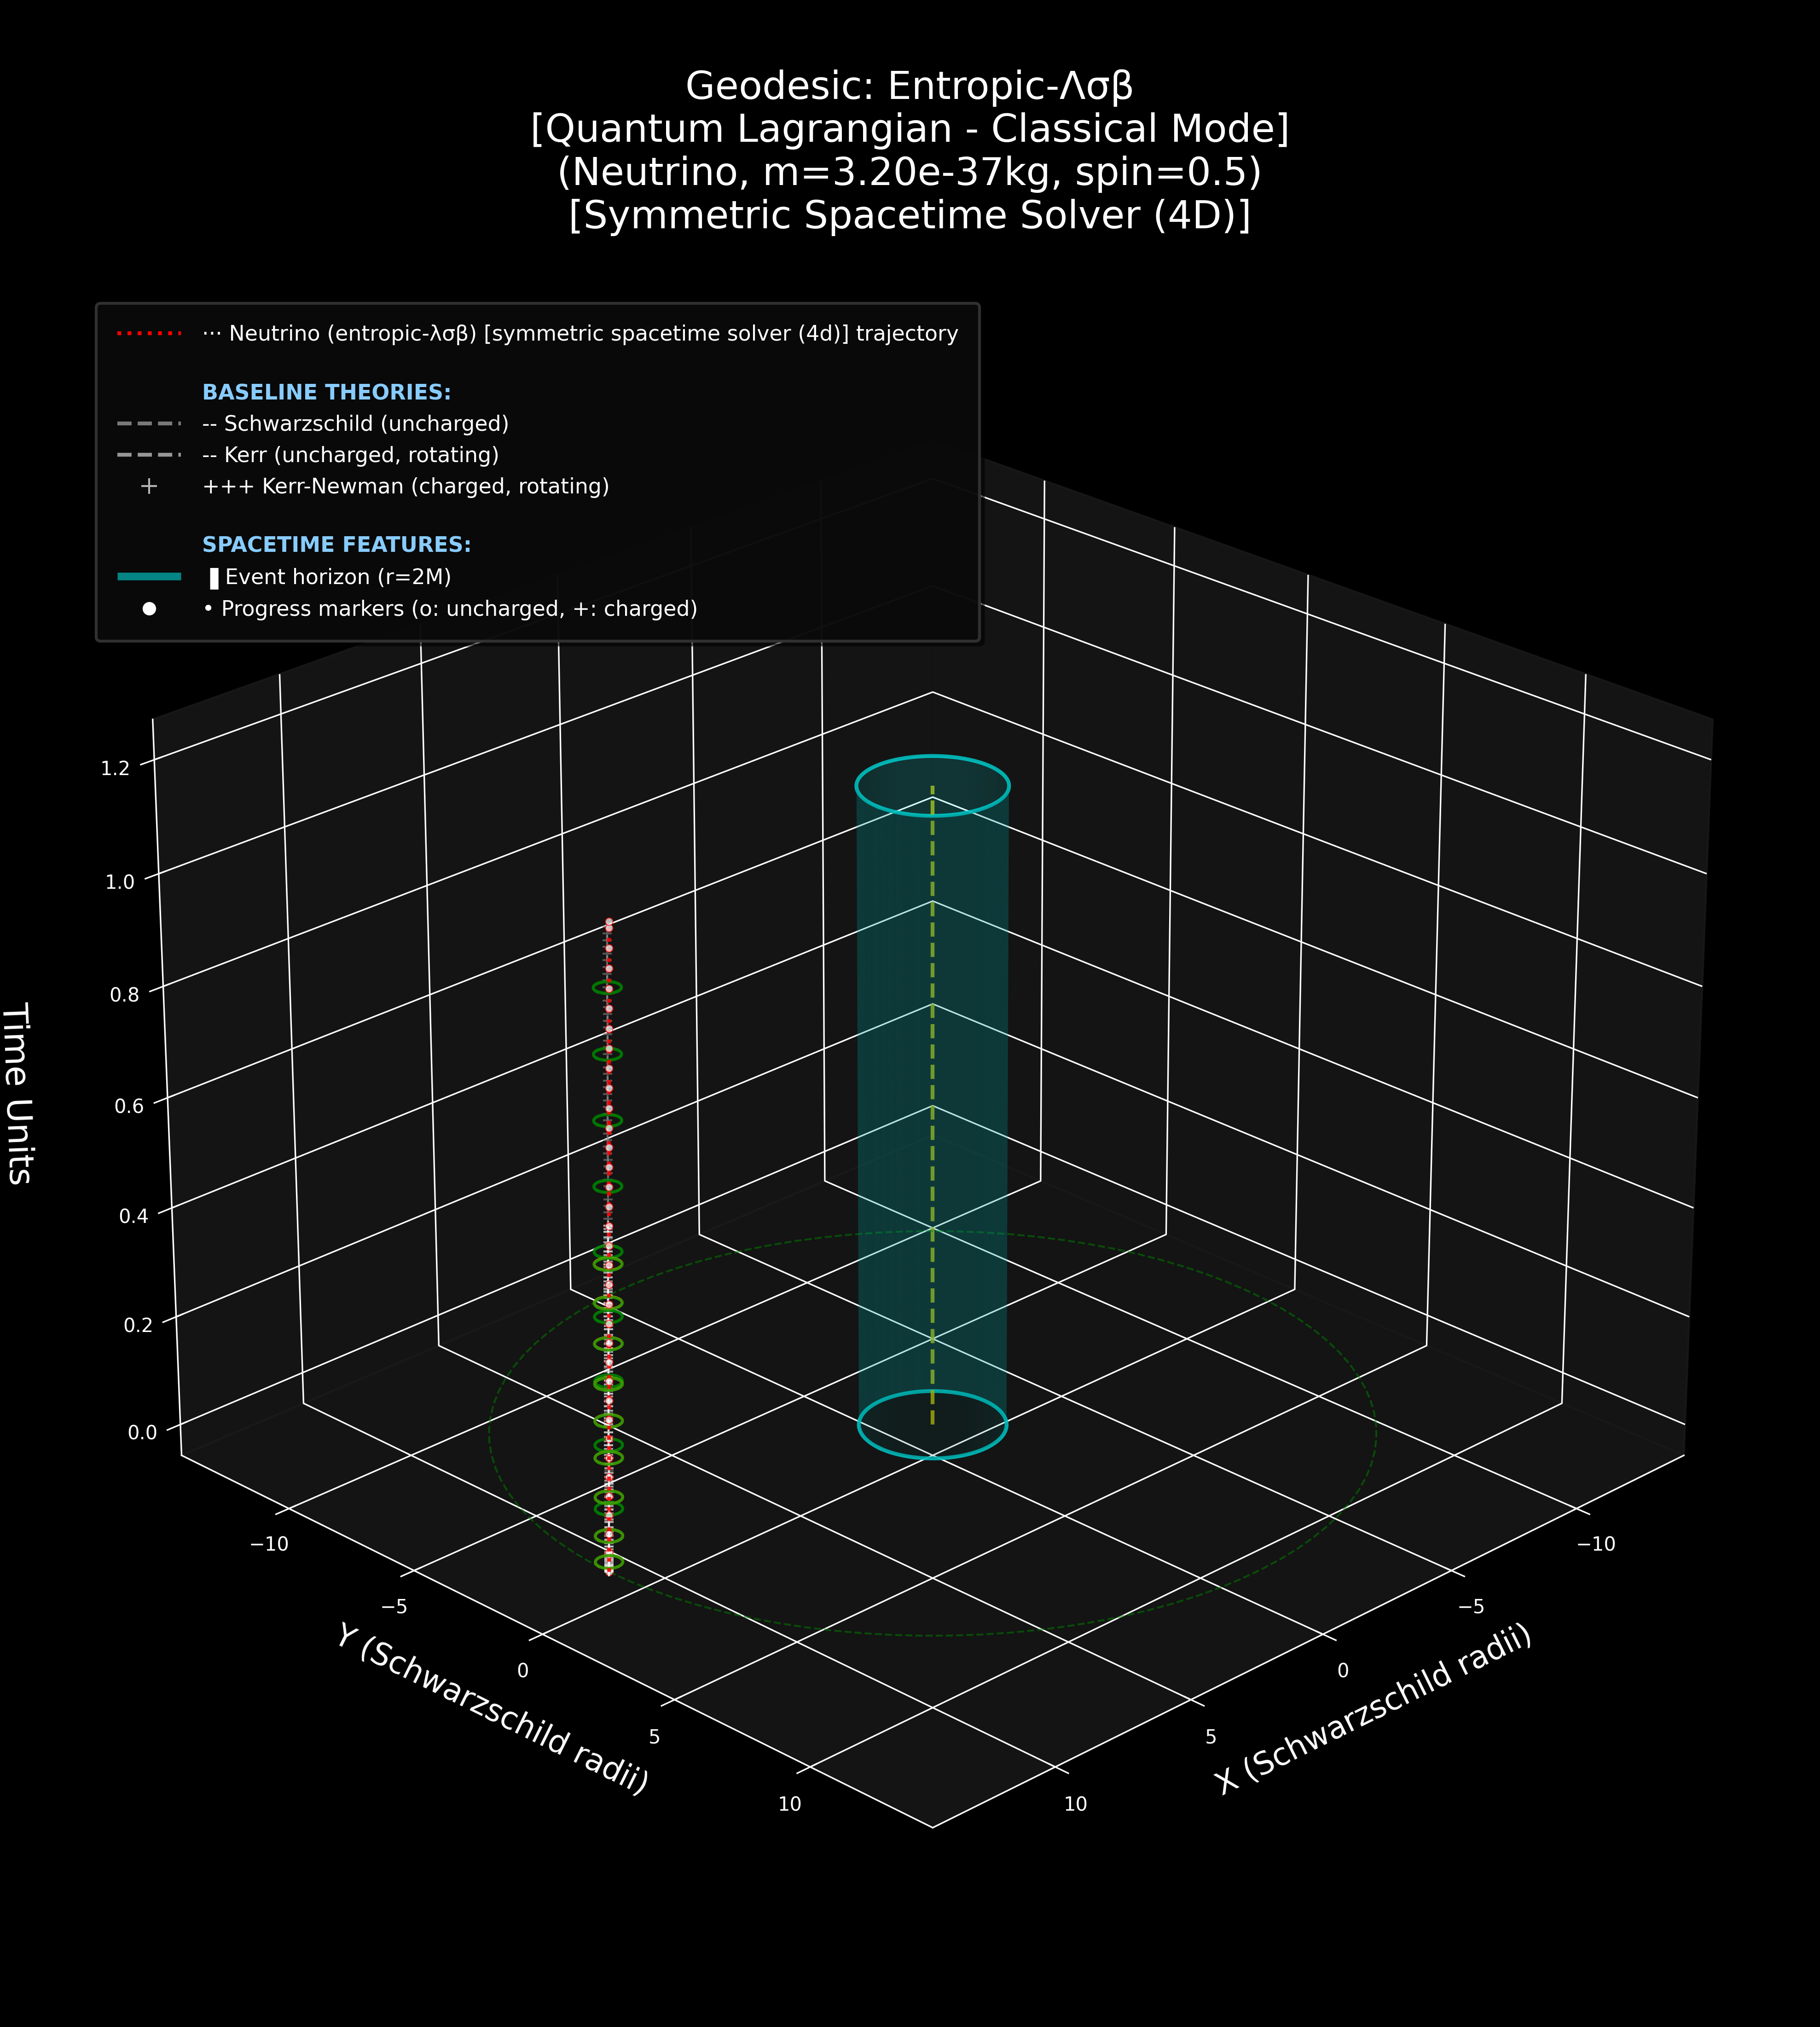 Geodesic: Entropic-Λσβ
[Quantum Lagrangian - Classical Mode]
(Neutrino, m=3.20e-37kg, spin=0.5)
[Symmetric Spacetime Solver (4D)]
··· Neutrino (entropic-λσβ) [symmetric spacetime solver (4d)] trajectory
BASELINE THEORIES:
-- Schwarzschild (uncharged)
-- Kerr (uncharged, rotating)
+++ Kerr-Newman (charged, rotating)
SPACETIME FEATURES:
▐ Event horizon (r=2M)
• Progress markers (o: uncharged, +: charged)
1.2
1.0
0.8
0.6
0.4
0.2
0.0
Time Units
−10
−5
0
5
10
Y (Schwarzschild radii)
−10
−5
0
5
10
X (Schwarzschild radii)